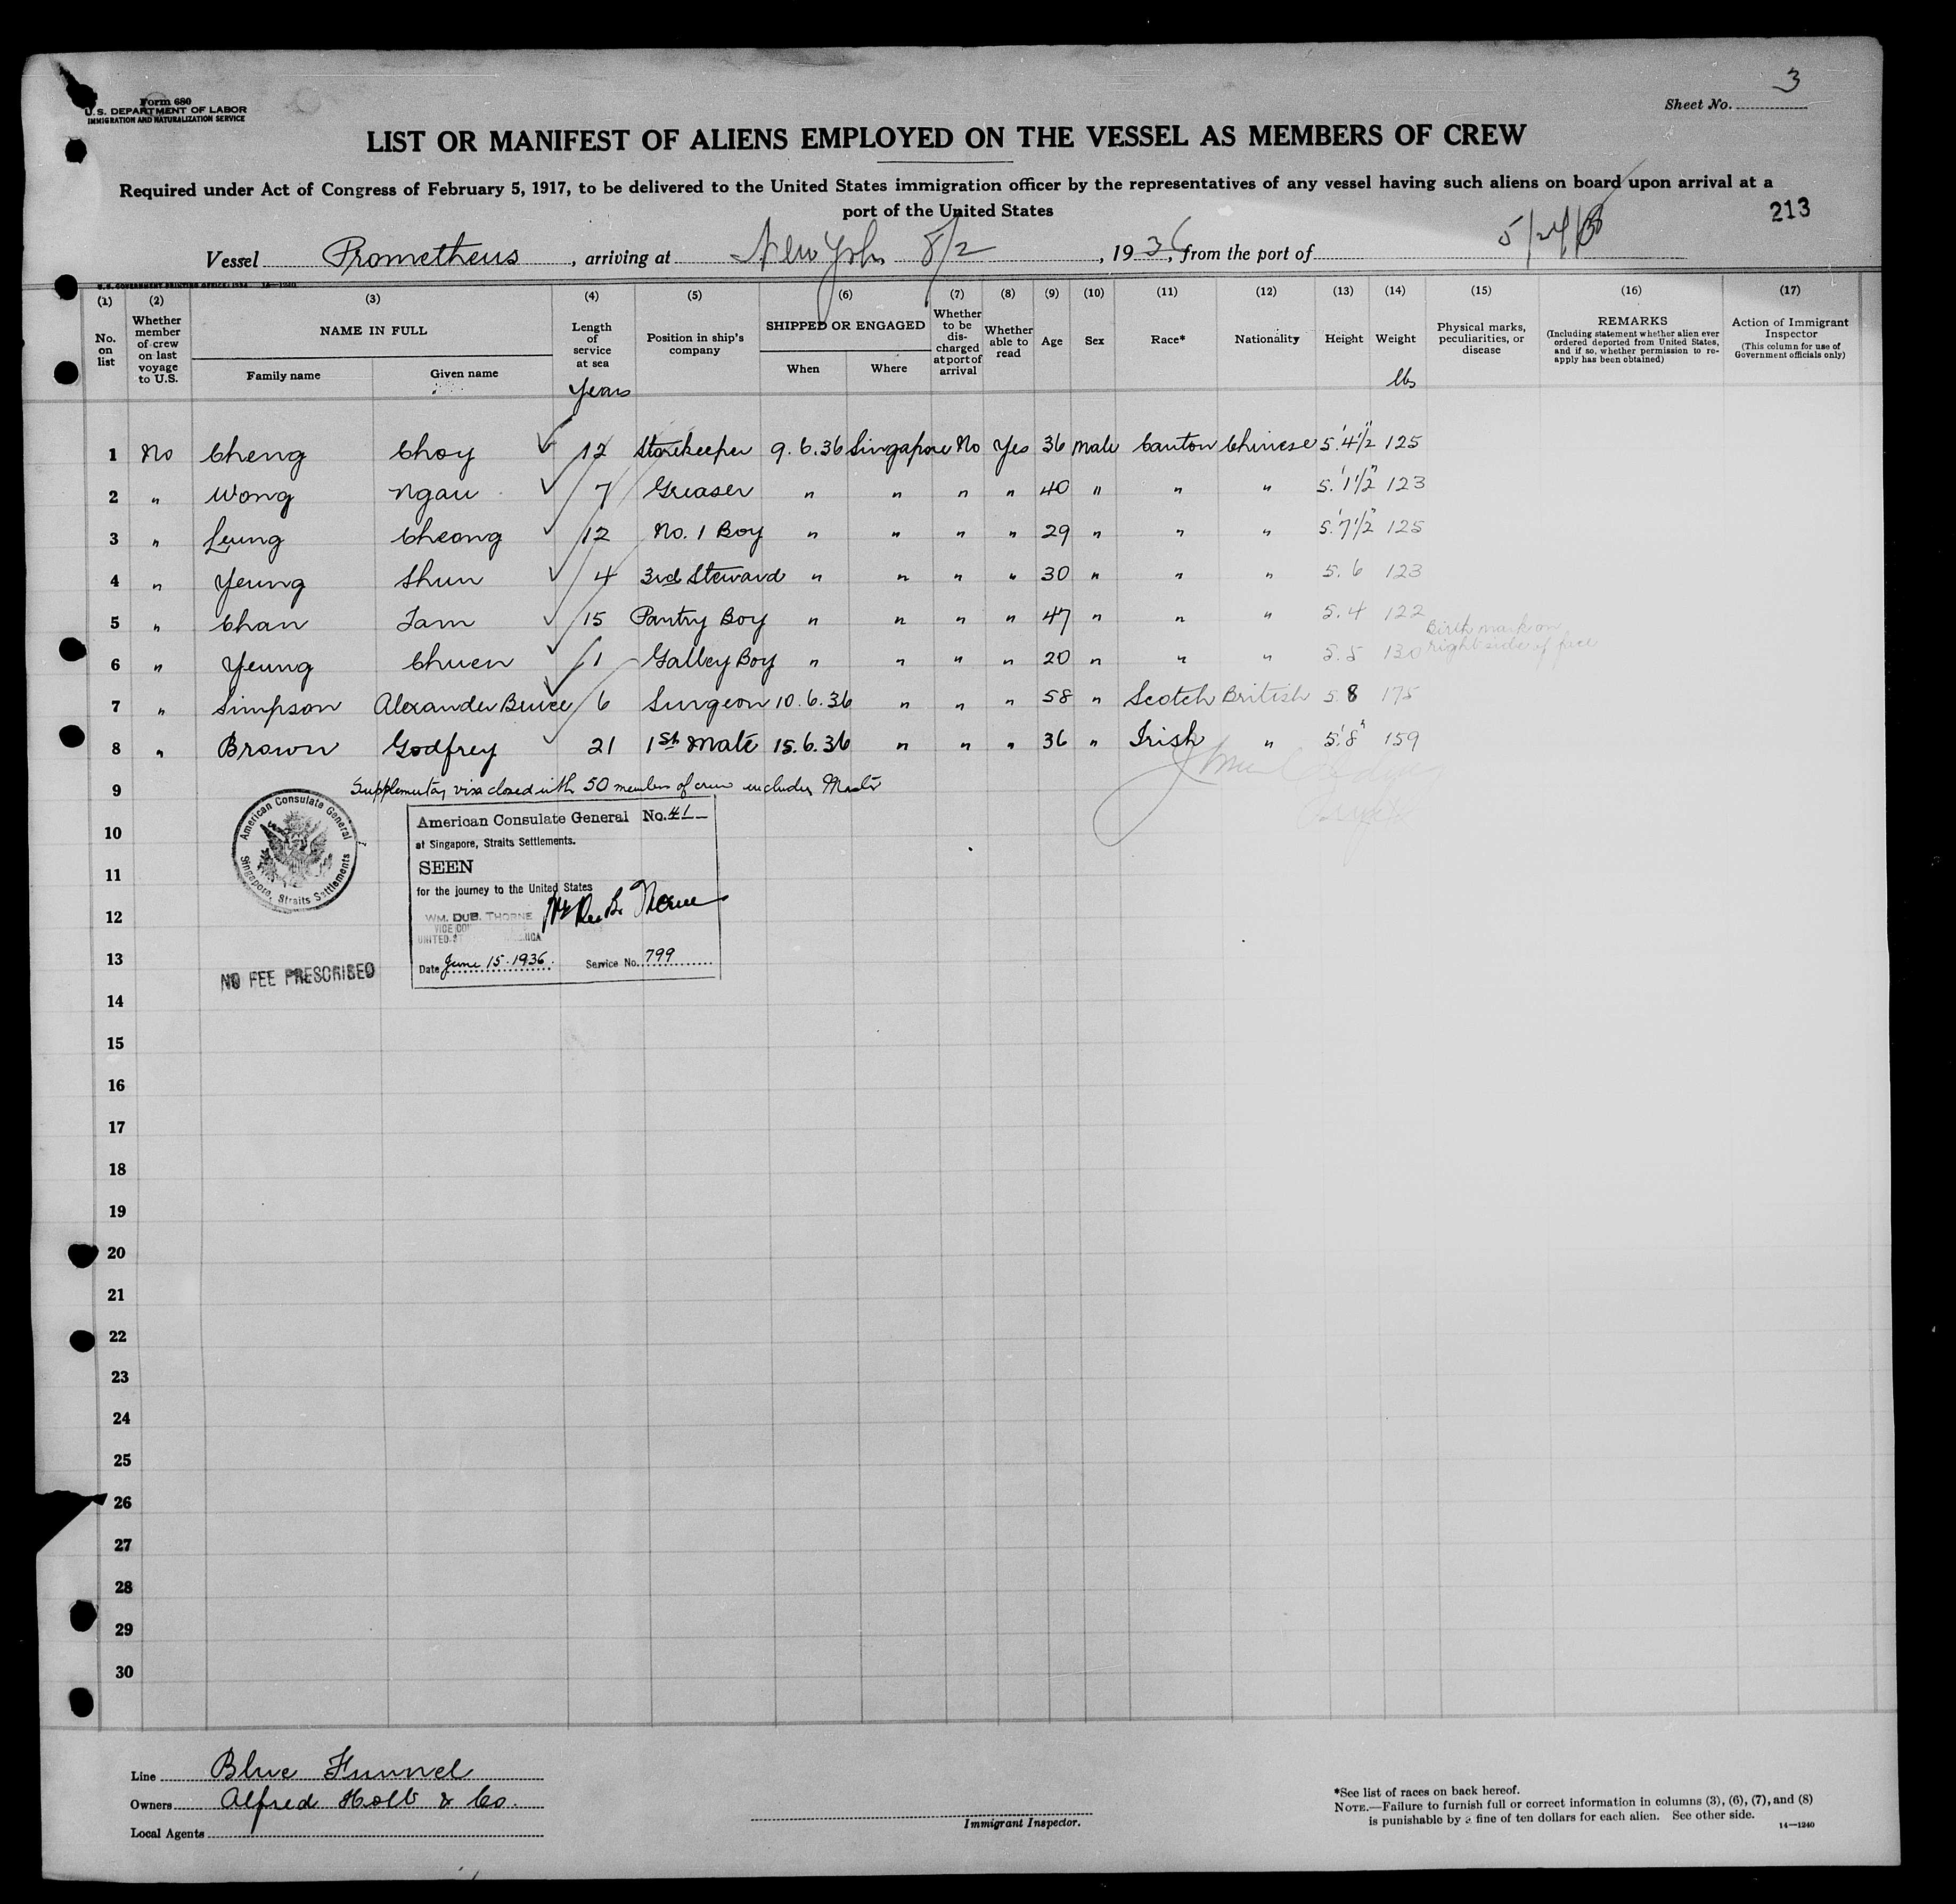 3
Form 680
U.S. DEPARTMENT OF LABOR
IMMIGRATION AND NATURALIZATION SERVICE
Sheet No.
LIST OR MANIFEST OF ALIENS EMPLOYED ON THE VESSEL AS MEMBERS OF CREW
Required under Act of Congress of February 5, 1917, to be delivered to the United States immigration officer by the representatives of any vessel having such aliens on board upon arrival at a
port of the United States
213
Vessel Prometheus, arriving at New York 8/2, 1936, from the port of
(1) (2) (3) (4) (5) (6) (7) (8) (9) (10) (11) (12) (13) (14) (15) (16) (17)
No. on list
Whether member of crew on last voyage to U.S.
NAME IN FULL
Family name
Given name
Length of service at sea
Years
Position in ship's company
SHIPPED OR ENGAGED
When
Where
Whether to be discharged at port of arrival
Whether able to read
Age
Sex
Race*
Nationality
Height
Weight
lbs
Physical marks, peculiarities, or disease
REMARKS
(Including statement whether alien ever ordered deported from United States, and if so, whether permission to re-apply has been obtained)
Action of Immigrant Inspector
(This column for use of Government officials only)
1 No Cheng Choy 12 Storekeeper 9.6.36 Singapore No Yes 36 Male Canton Chinese 5'.4½" 125
2 " Wong Ngau 7 Greaser " " " " 40 " " " 5.'1½" 123
3 " Leung Cheong 12 No. 1 Boy " " " " 29 " " " 5.'7½" 125
4 " Yeung Shun 4 3rd Steward " " " " 30 " " " 5.6 123
5 " Chan Tam 15 Pantry Boy " " " " 47 " " " 5.4 122
Birth mark on
right side of face
6 " Yeung Chuen 1 Galley Boy " " " " 20 " " " 5.5 130
7 " Simpson Alexander Bruce 6 Surgeon 10.6.36 " " " 58 " Scotch British 5.8 175
8 " Brown Godfrey 21 1st Mate 15.6.36 " " " 36 " Irish " 5'.8" 159
9 Supplementary visa closed with 50 members of crew includes Master
10
11
12
13
14
15
16
17
18
19
20
21
22
23
24
25
26
27
28
29
30
American Consulate General
Singapore, Straits Settlements
American Consulate General No. 41
at Singapore, Straits Settlements.
SEEN
for the journey to the United States
WM. DUB. THORNE
Date June 15. 1936. Service No. 799
NO FEE PRESCRIBED
Line Blue Funnel
Owners Alfred Holt & Co.
Local Agents
Immigrant Inspector.
*See list of races on back hereof.
NOTE.—Failure to furnish full or correct information in columns (3), (6), (7), and (8)
is punishable by a fine of ten dollars for each alien. See other side.
14—1240